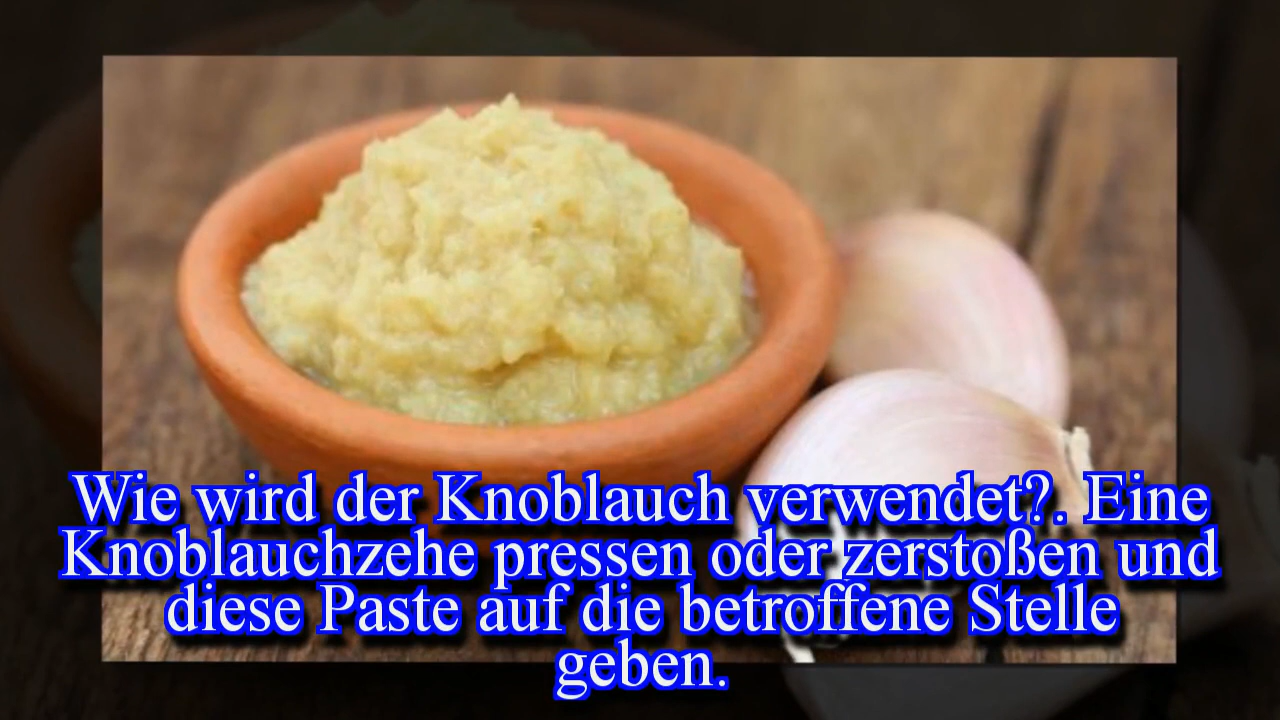 Wie wird der Knoblauch verwendet?. Eine
Knoblauchzehe pressen oder zerstoßen und
diese Paste auf die betroffene Stelle
geben.